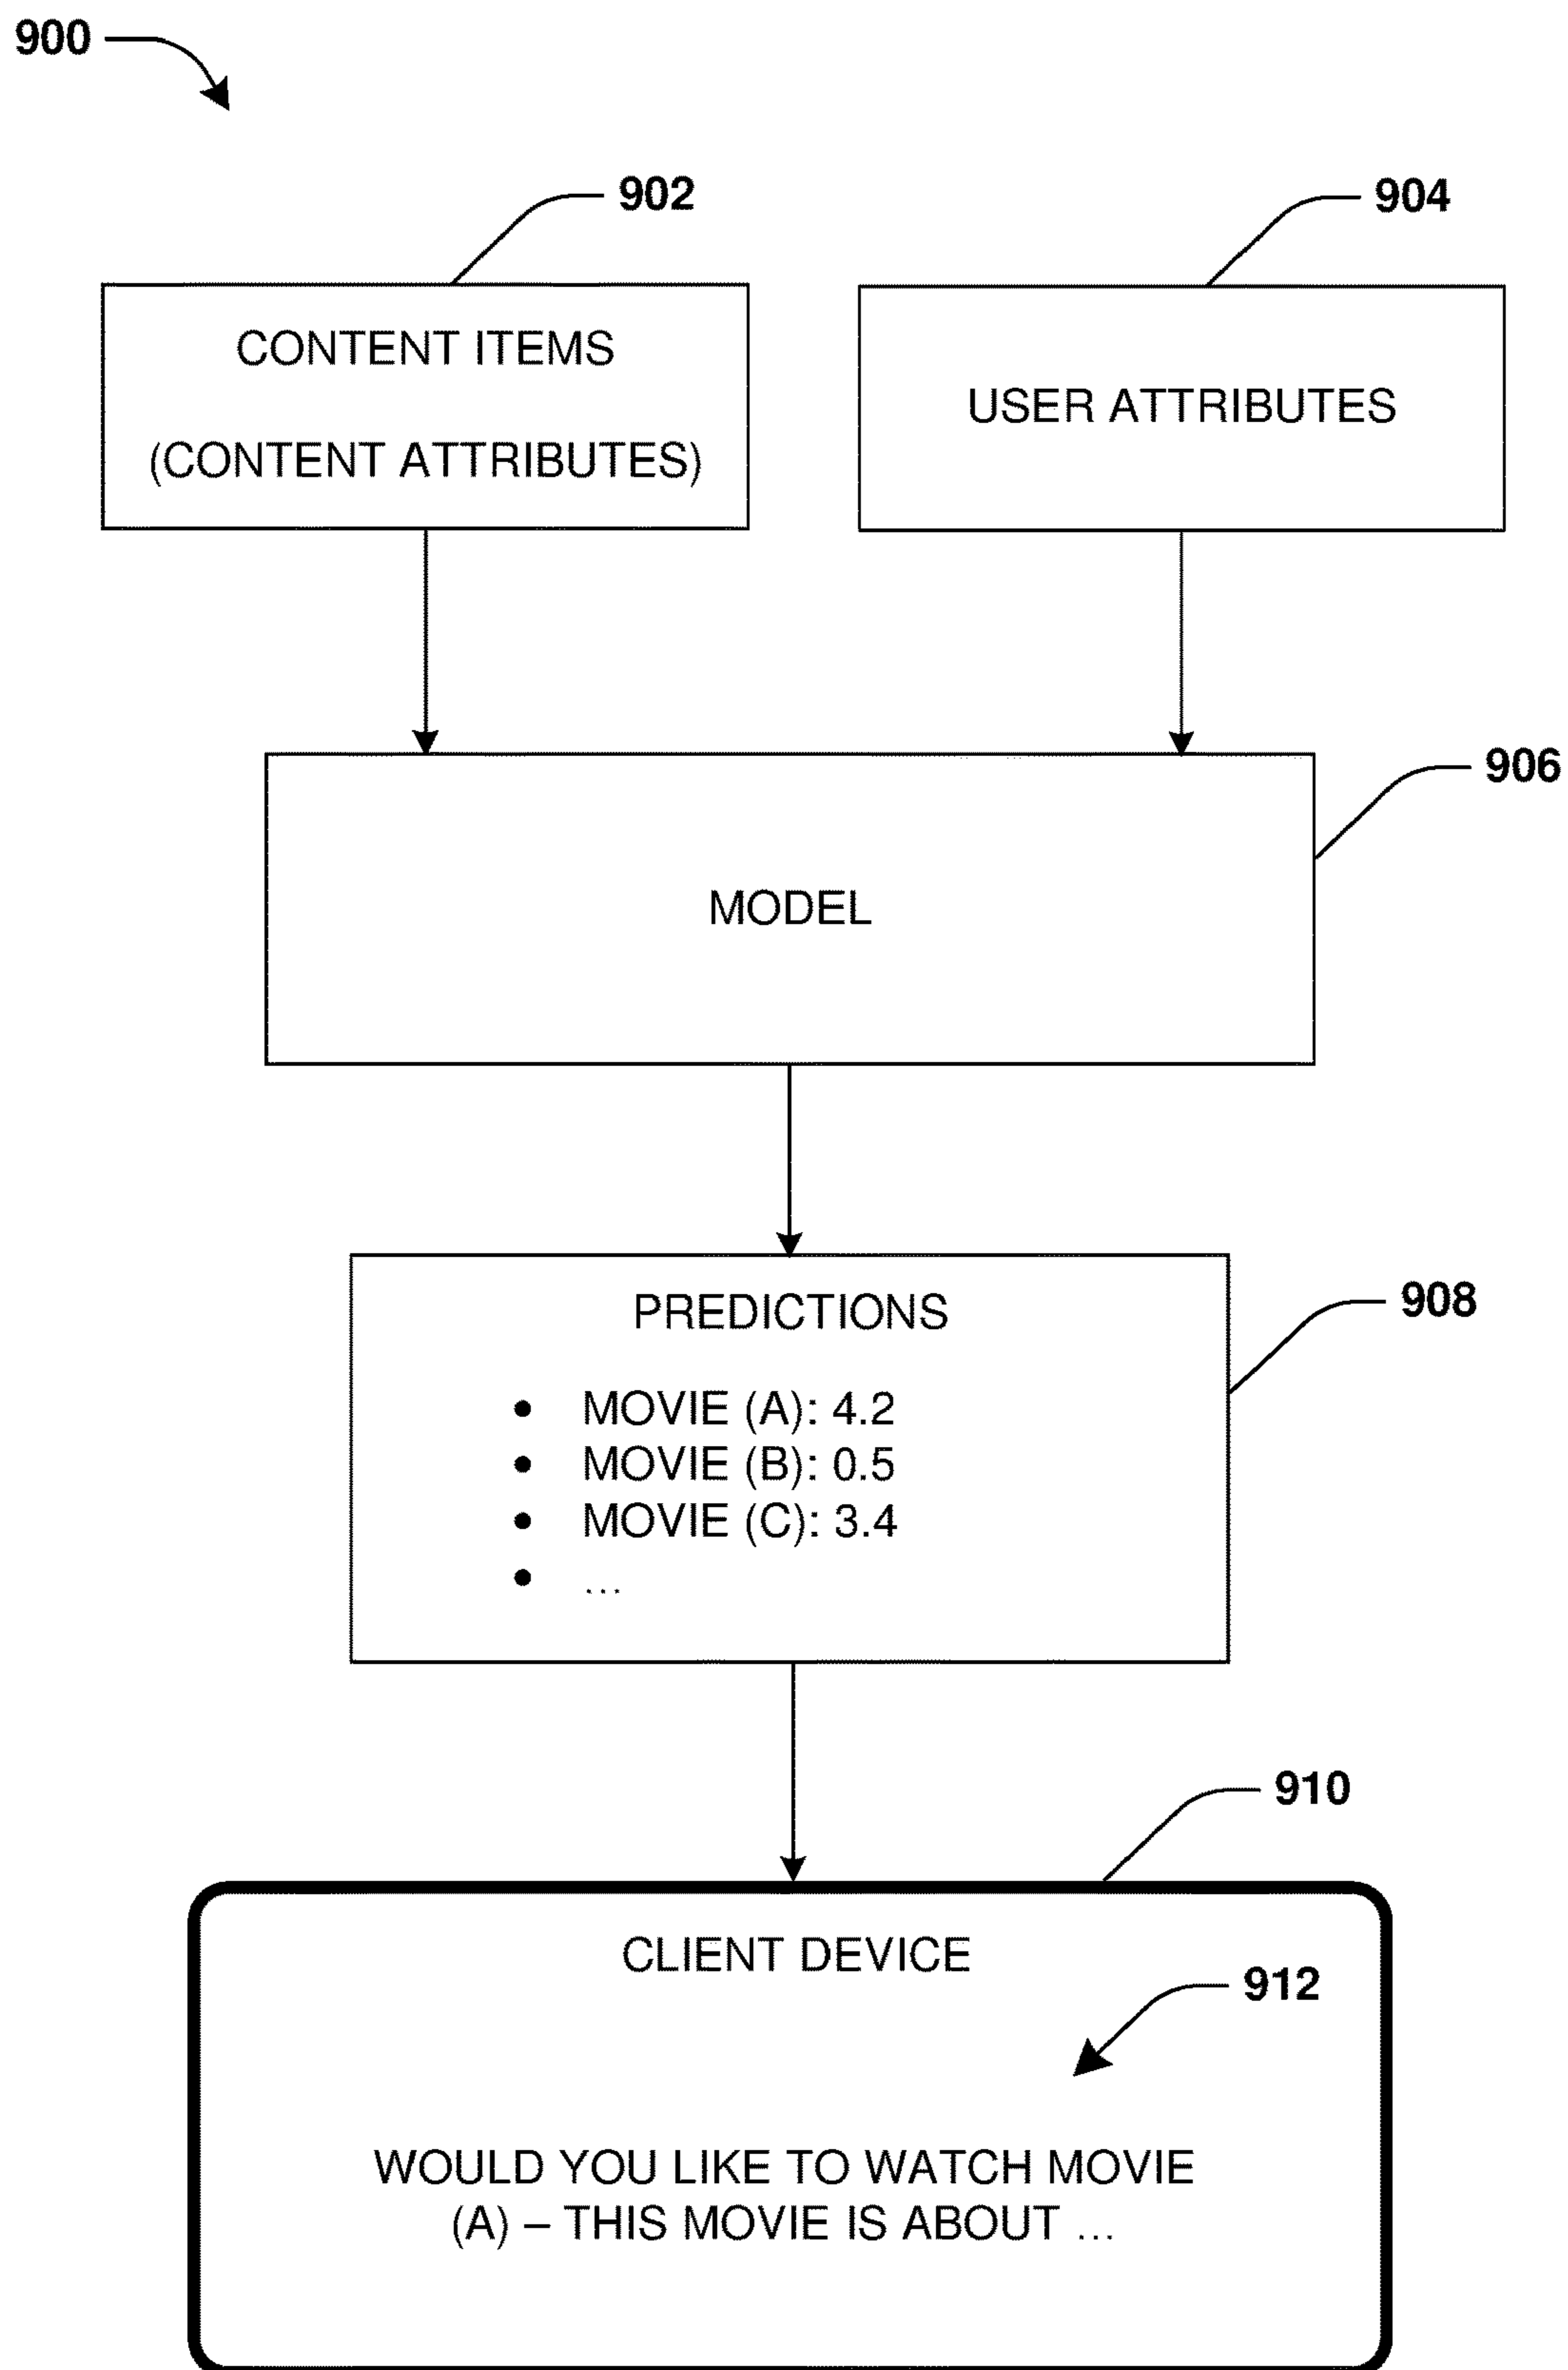 900
902
904
CONTENT ITEMS
(CONTENT ATTRIBUTES)
USER ATTRIBUTES
906
MODEL
908
PREDICTIONS
• MOVIE (A): 4.2
• MOVIE (B): 0.5
• MOVIE (C): 3.4
• ...
910
CLIENT DEVICE
912
WOULD YOU LIKE TO WATCH MOVIE
(A) – THIS MOVIE IS ABOUT ...